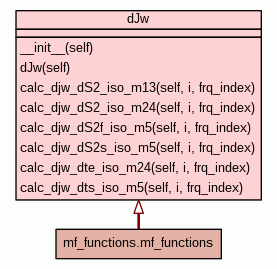 dJw
__init__(self)
dJw(self)
calc_djw_dS2_iso_m13(self, i, frq_index)
calc_djw_dS2_iso_m24(self, i, frq_index)
calc_djw_dS2f_iso_m5(self, i, frq_index)
calc_djw_dS2s_iso_m5(self, i, frq_index)
calc_djw_dte_iso_m24(self, i, frq_index)
calc_djw_dts_iso_m5(self, i, frq_index)
mf_functions.mf_functions